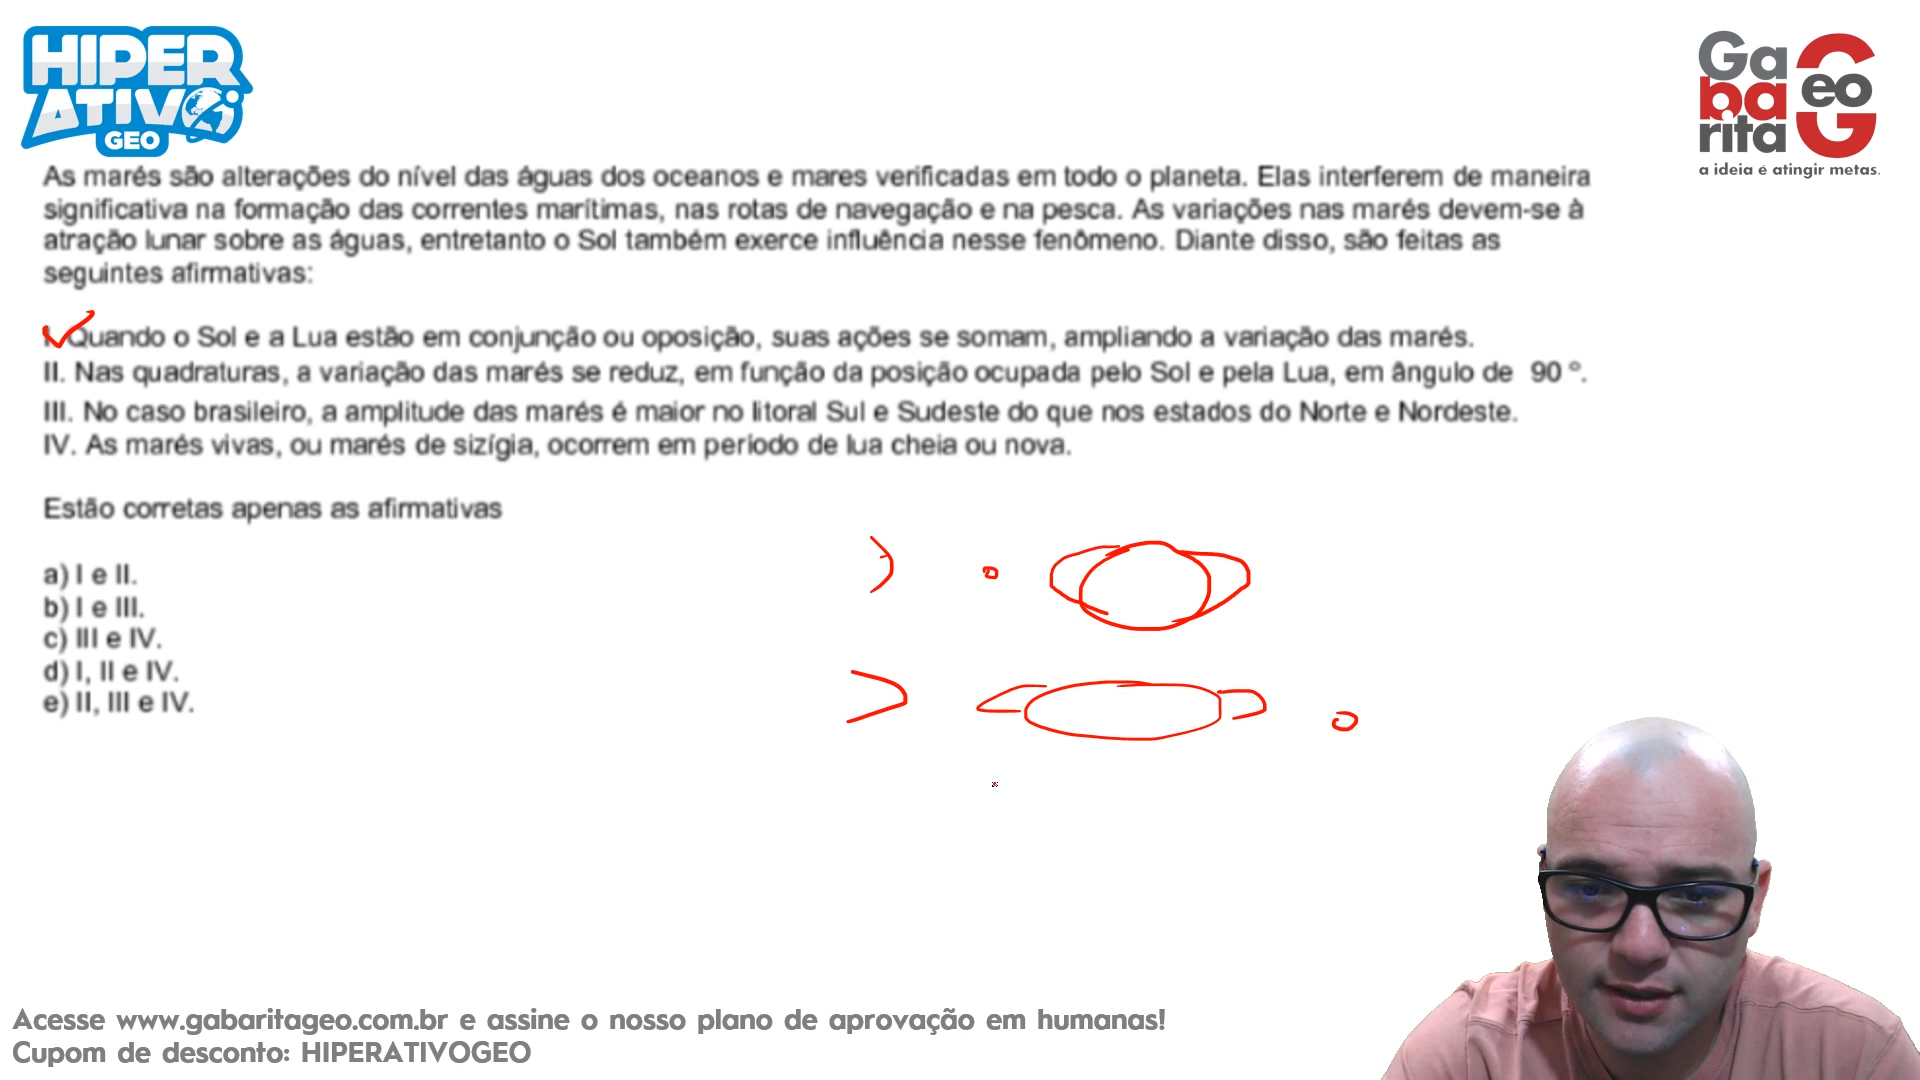 HIPER
ATIVO
GEO
Ga
ba
rita
Geo
a ideia é atingir metas.
As marés são alterações do nível das águas dos oceanos e mares verificadas em todo o planeta. Elas interferem de maneira
significativa na formação das correntes marítimas, nas rotas de navegação e na pesca. As variações nas marés devem-se à
atração lunar sobre as águas, entretanto o Sol também exerce influência nesse fenômeno. Diante disso, são feitas as
seguintes afirmativas:
I. Quando o Sol e a Lua estão em conjunção ou oposição, suas ações se somam, ampliando a variação das marés.
II. Nas quadraturas, a variação das marés se reduz, em função da posição ocupada pelo Sol e pela Lua, em ângulo de 90 º.
III. No caso brasileiro, a amplitude das marés é maior no litoral Sul e Sudeste do que nos estados do Norte e Nordeste.
IV. As marés vivas, ou marés de sizígia, ocorrem em período de lua cheia ou nova.
Estão corretas apenas as afirmativas
a) I e II.
b) I e III.
c) III e IV.
d) I, II e IV.
e) II, III e IV.
Acesse www.gabaritageo.com.br e assine o nosso plano de aprovação em humanas!
Cupom de desconto: HIPERATIVOGEO